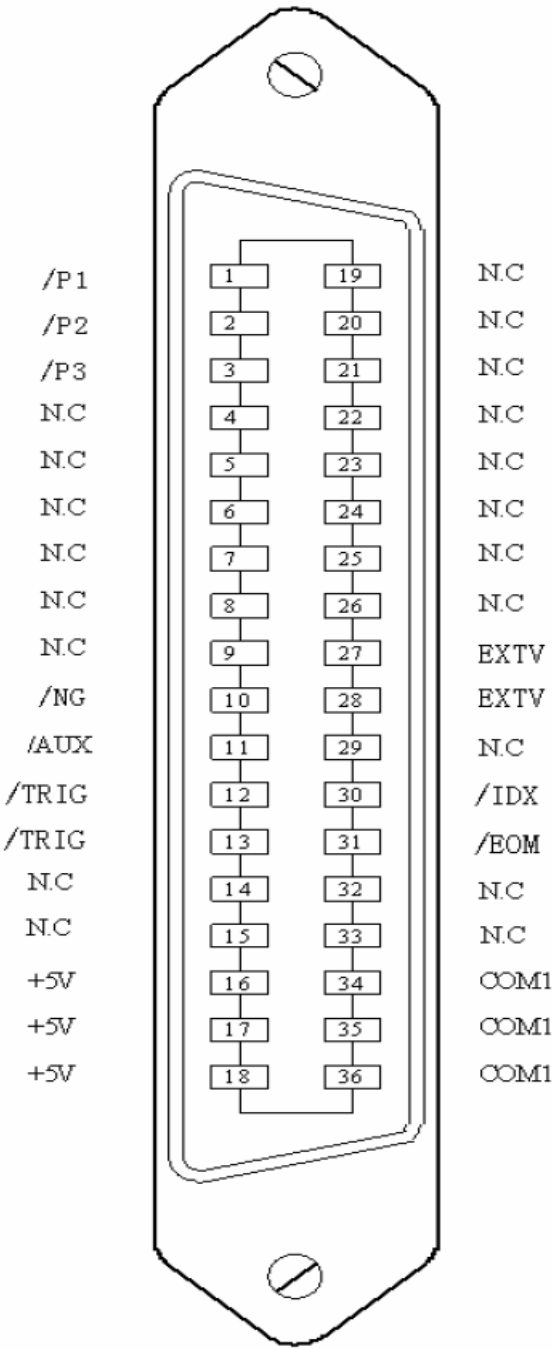 /P1 1 19 N.C
/P2 2 20 N.C
/P3 3 21 N.C
N.C 4 22 N.C
N.C 5 23 N.C
N.C 6 24 N.C
N.C 7 25 N.C
N.C 8 26 N.C
N.C 9 27 EXTV
/NG 10 28 EXTV
/AUX 11 29 N.C
/TRIG 12 30 /IDX
/TRIG 13 31 /EOM
N.C 14 32 N.C
N.C 15 33 N.C
+5V 16 34 COM1
+5V 17 35 COM1
+5V 18 36 COM1